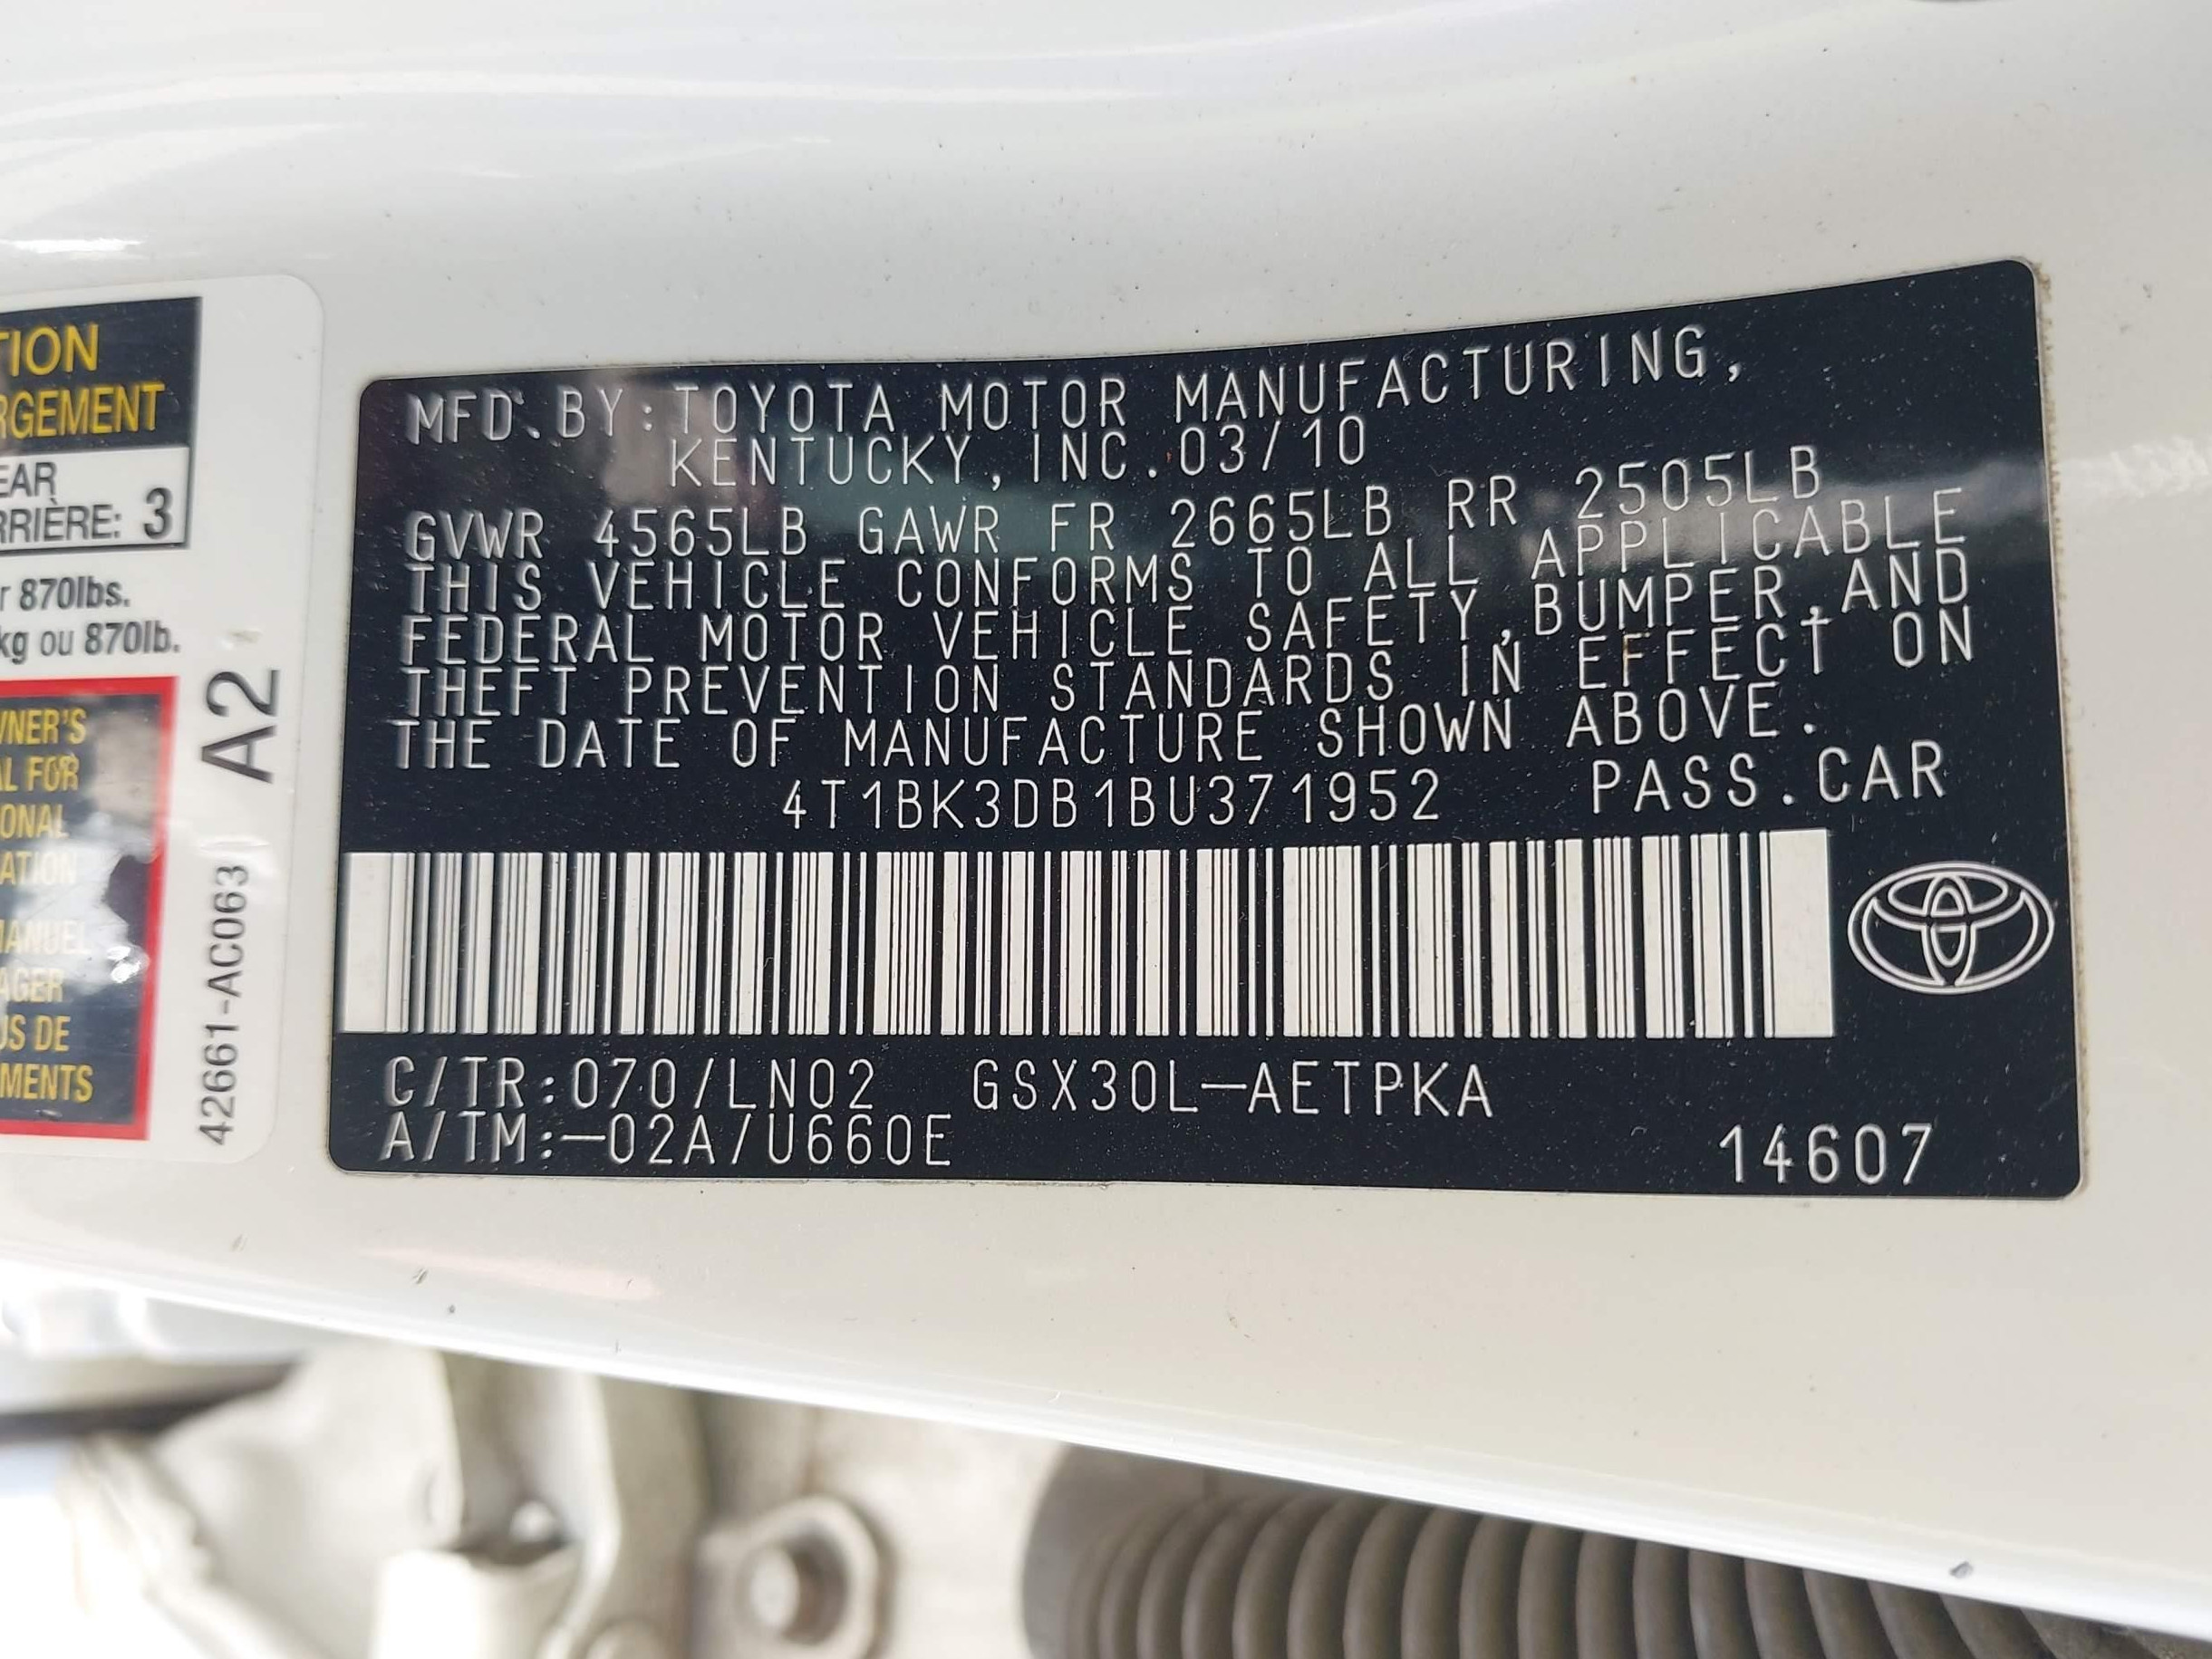 TION
RGEMENT
EAR
RRIÈRE: 3
r 870lbs.
kg ou 870lb.
WNER'S
AL FOR
ONAL
ATION
MANUEL
AGER
US DE
MENTS
A2
42661-AC063
MFD.BY:TOYOTA MOTOR MANUFACTURING,
KENTUCKY,INC.03/10
GVWR 4565LB GAWR FR 2665LB RR 2505LB
THIS VEHICLE CONFORMS TO ALL APPLICABLE
FEDERAL MOTOR VEHICLE SAFETY,BUMPER,AND
THEFT PREVENTION STANDARDS IN EFFECT ON
THE DATE OF MANUFACTURE SHOWN ABOVE.
4T1BK3DB1BU371952 PASS.CAR
C/TR:070/LN02 GSX30L-AETPKA
A/TM:-02A/U660E 14607